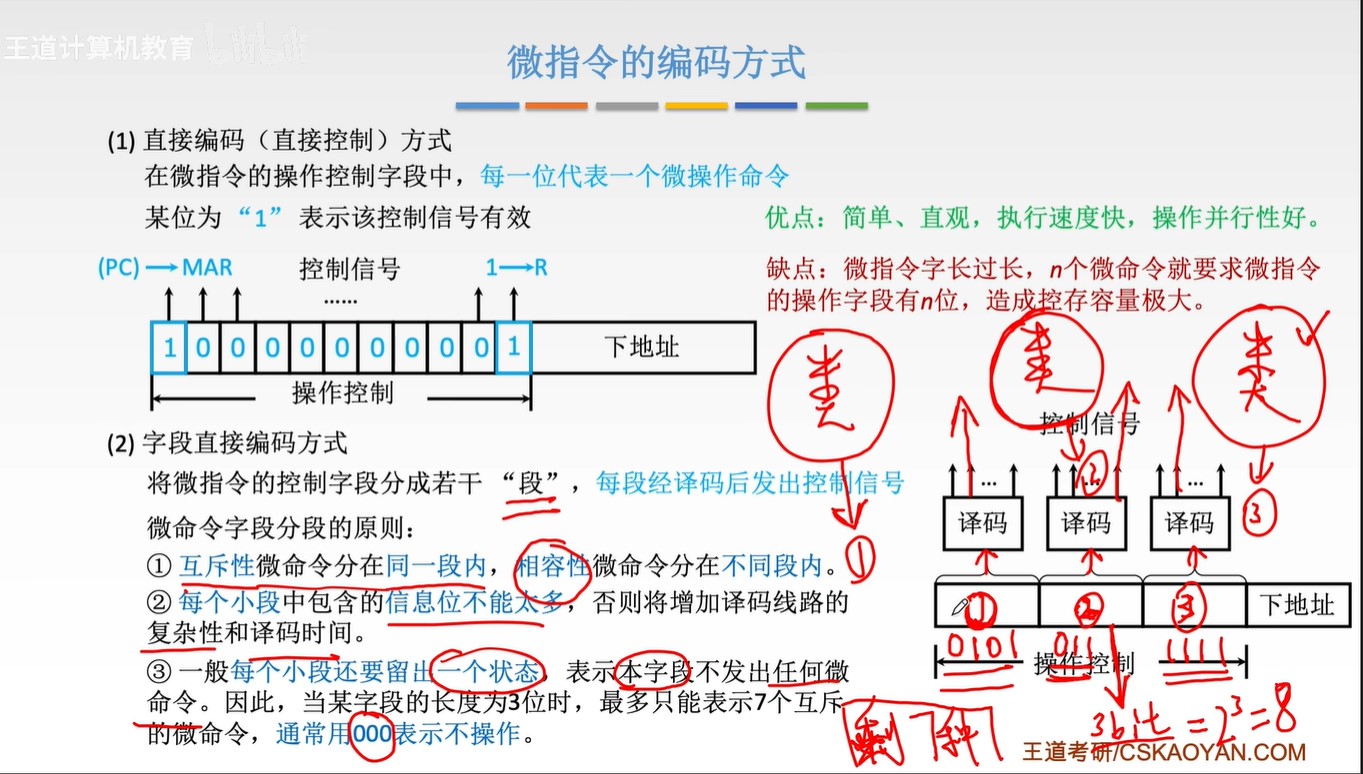 王道计算机教育 bilibili
微指令的编码方式
(1) 直接编码（直接控制）方式
在微指令的操作控制字段中，每一位代表一个微操作命令
某位为 “1” 表示该控制信号有效
优点：简单、直观，执行速度快，操作并行性好。
缺点：微指令字长过长，n个微命令就要求微指令
的操作字段有n位，造成控存容量极大。
(PC) → MAR 控制信号 1 → R
……
1 0 0 0 0 0 0 0 0 0 1 下地址
操作控制
(2) 字段直接编码方式
将微指令的控制字段分成若干 “段”，每段经译码后发出控制信号
微命令字段分段的原则：
① 互斥性微命令分在同一段内，相容性微命令分在不同段内。
② 每个小段中包含的信息位不能太多，否则将增加译码线路的
复杂性和译码时间。
③ 一般每个小段还要留出一个状态，表示本字段不发出任何微
命令。因此，当某字段的长度为3位时，最多只能表示7个互斥
的微命令，通常用000表示不操作。
类 类 类
控制信号
① ② ③
… … …
译码 译码 译码
① ② ③ 下地址
0101 011 1111
操作控制
剩7种
3bit = 2³ = 8
王道考研/CSKAOYAN.COM